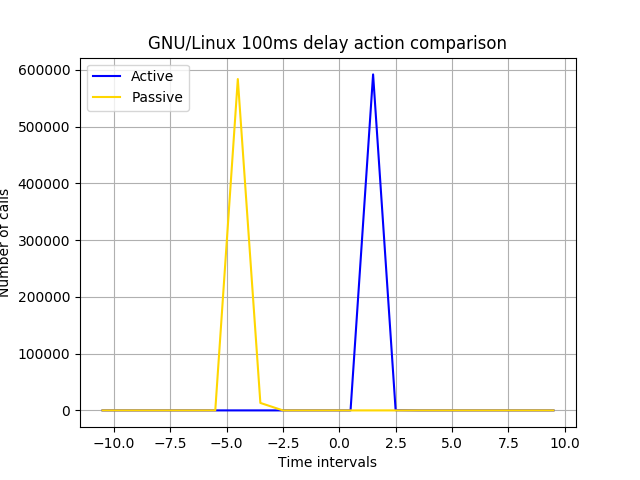 GNU/Linux 100ms delay action comparison
Active
Passive
600000
500000
400000
300000
200000
100000
0
Number of calls
−10.0 −7.5 −5.0 −2.5 0.0 2.5 5.0 7.5 10.0
Time intervals